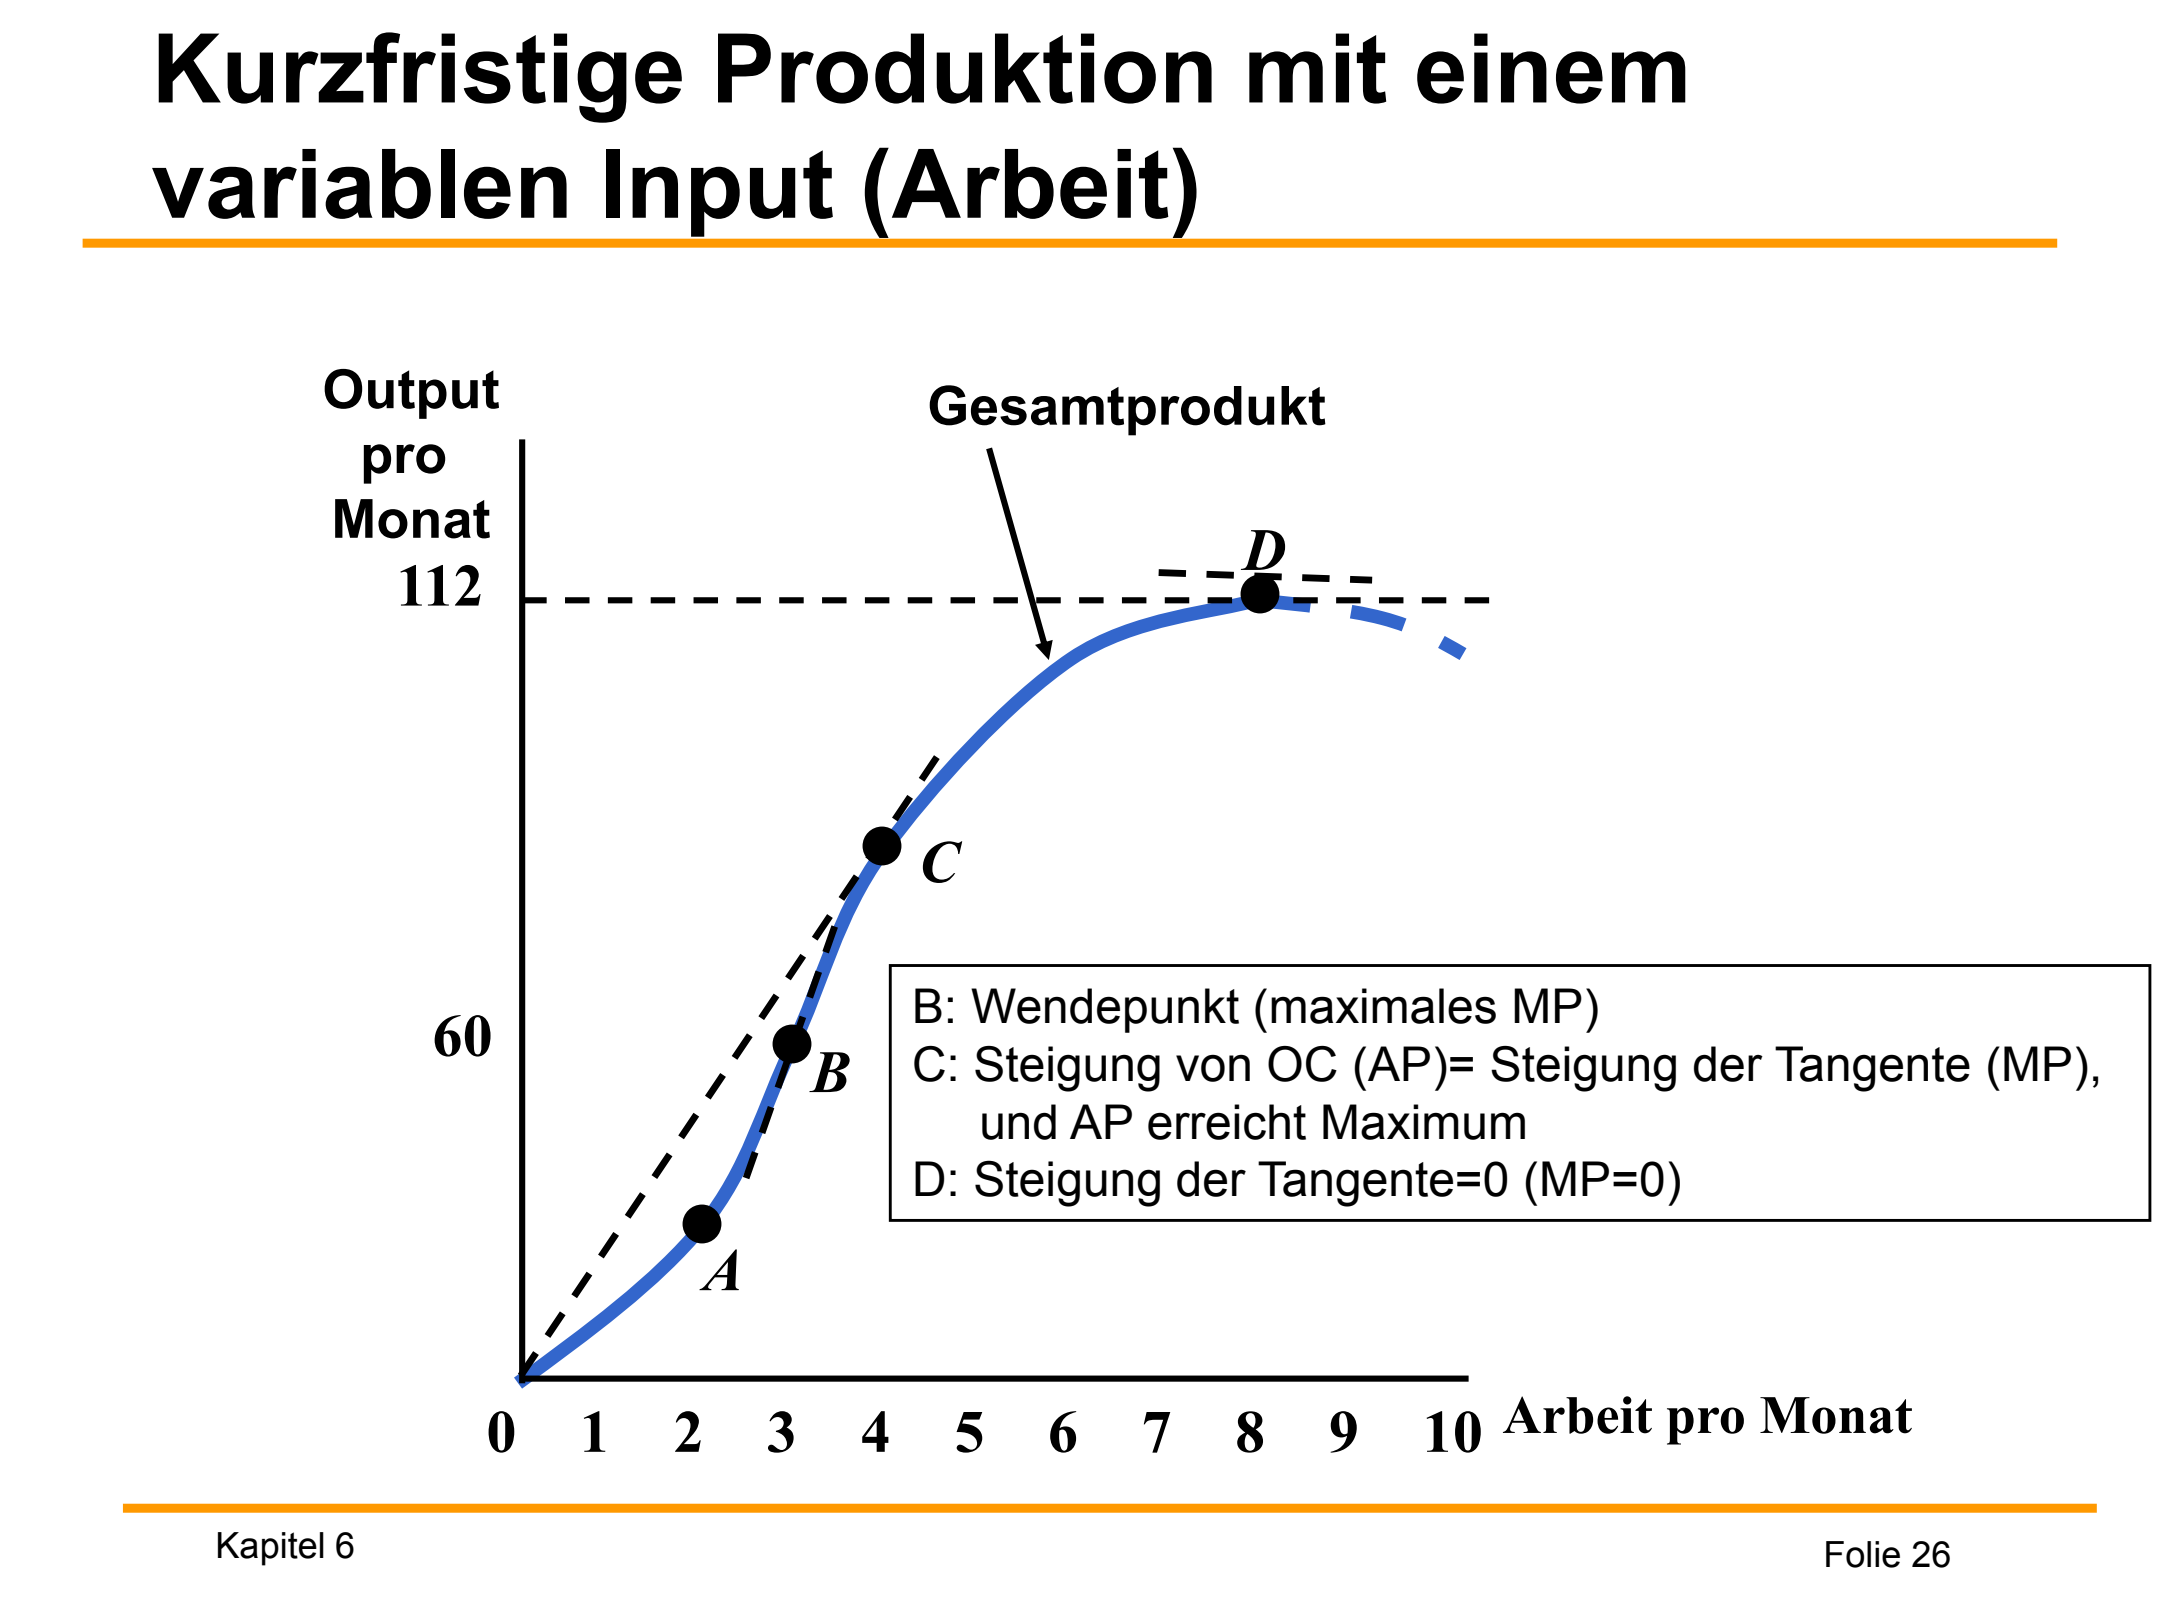 Kurzfristige Produktion mit einem
variablen Input (Arbeit)
Output
pro
Monat
Gesamtprodukt
112
D
C
60
B
A
B: Wendepunkt (maximales MP)
C: Steigung von OC (AP)= Steigung der Tangente (MP),
und AP erreicht Maximum
D: Steigung der Tangente=0 (MP=0)
0 1 2 3 4 5 6 7 8 9 10 Arbeit pro Monat
Kapitel 6
Folie 26